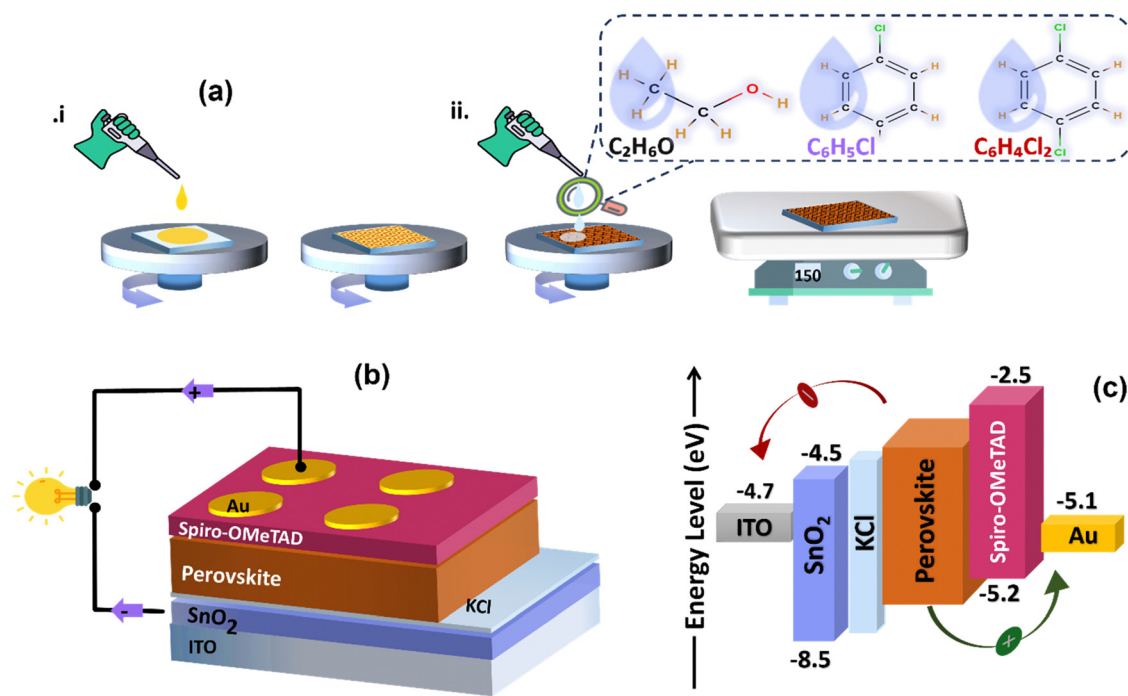 (a)
.i
ii.
H
H
C
H
C
H
H
O
H
C₂H₆O
Cl
C
H
C
C
H
H
C
C
H
C
H
C₆H₅Cl
Cl
C
H
C
C
H
H
C
C
H
C
Cl
C₆H₄Cl₂
150
(b)
+
-
Au
Spiro-OMeTAD
Perovskite
KCl
SnO₂
ITO
(c)
Energy Level (eV)
−
+
-4.7
ITO
-4.5
SnO₂
-8.5
KCl
Perovskite
-2.5
Spiro-OMeTAD
-5.2
-5.1
Au